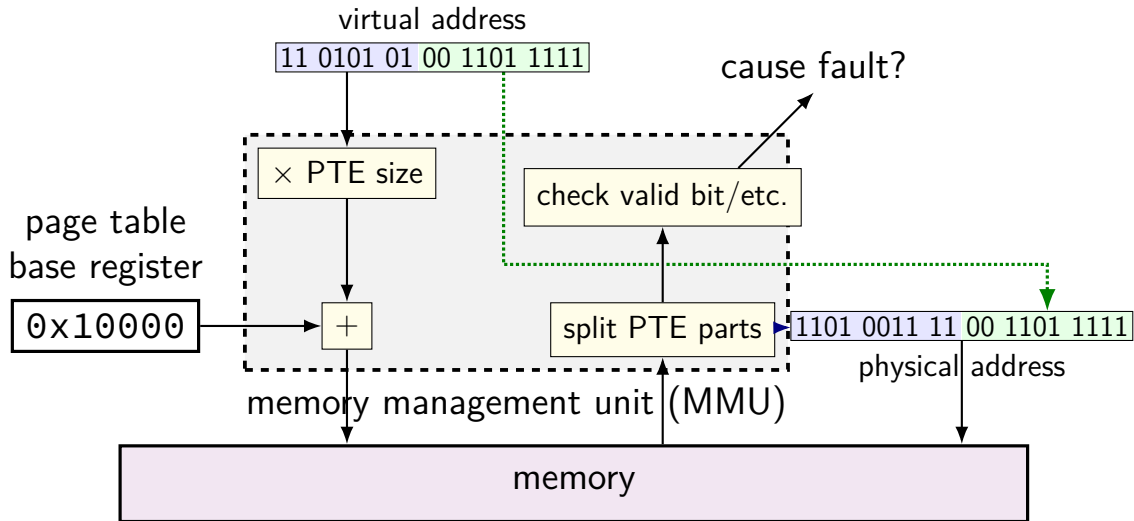 virtual address
11 0101 01 00 1101 1111
cause fault?
× PTE size
check valid bit/etc.
page table
base register
0x10000
+
split PTE parts
1101 0011 11 00 1101 1111
physical address
memory management unit (MMU)
memory